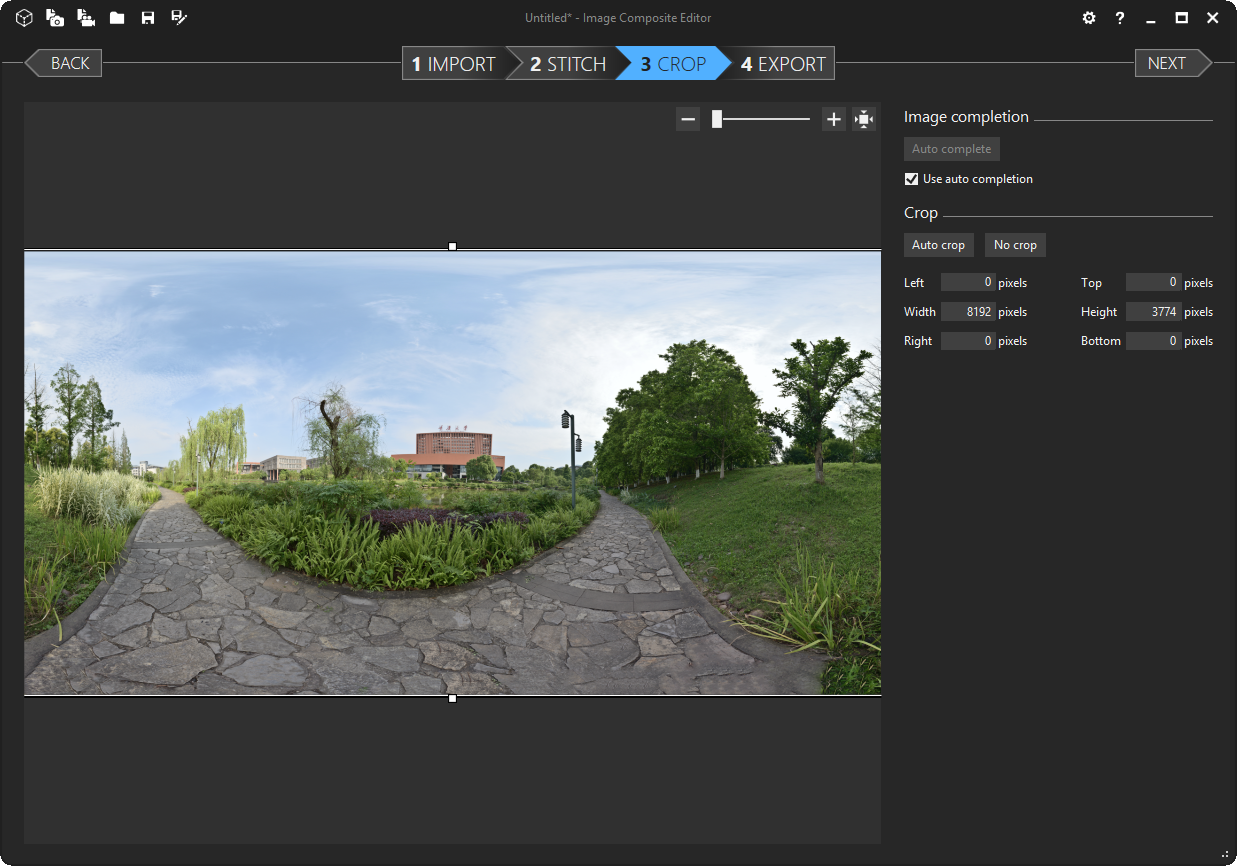 Untitled* - Image Composite Editor
?
BACK
1 IMPORT
2 STITCH
3 CROP
4 EXPORT
NEXT
Image completion
Auto complete
Use auto completion
Crop
Auto crop
No crop
Left 0 pixels
Top 0 pixels
Width 8192 pixels
Height 3774 pixels
Right 0 pixels
Bottom 0 pixels